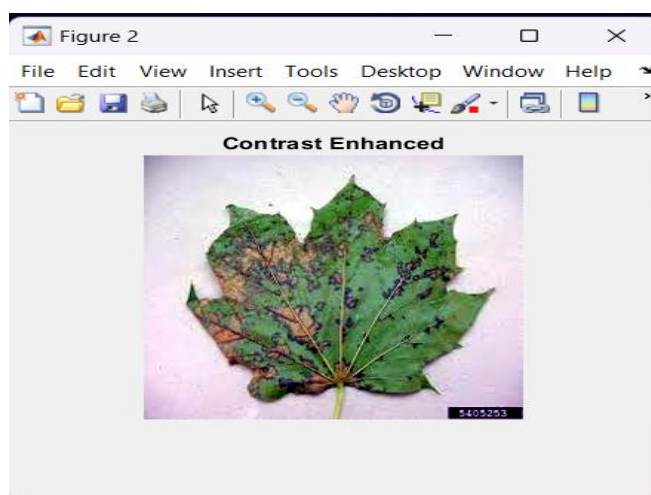 Figure 2
File Edit View Insert Tools Desktop Window Help
Contrast Enhanced
5405253